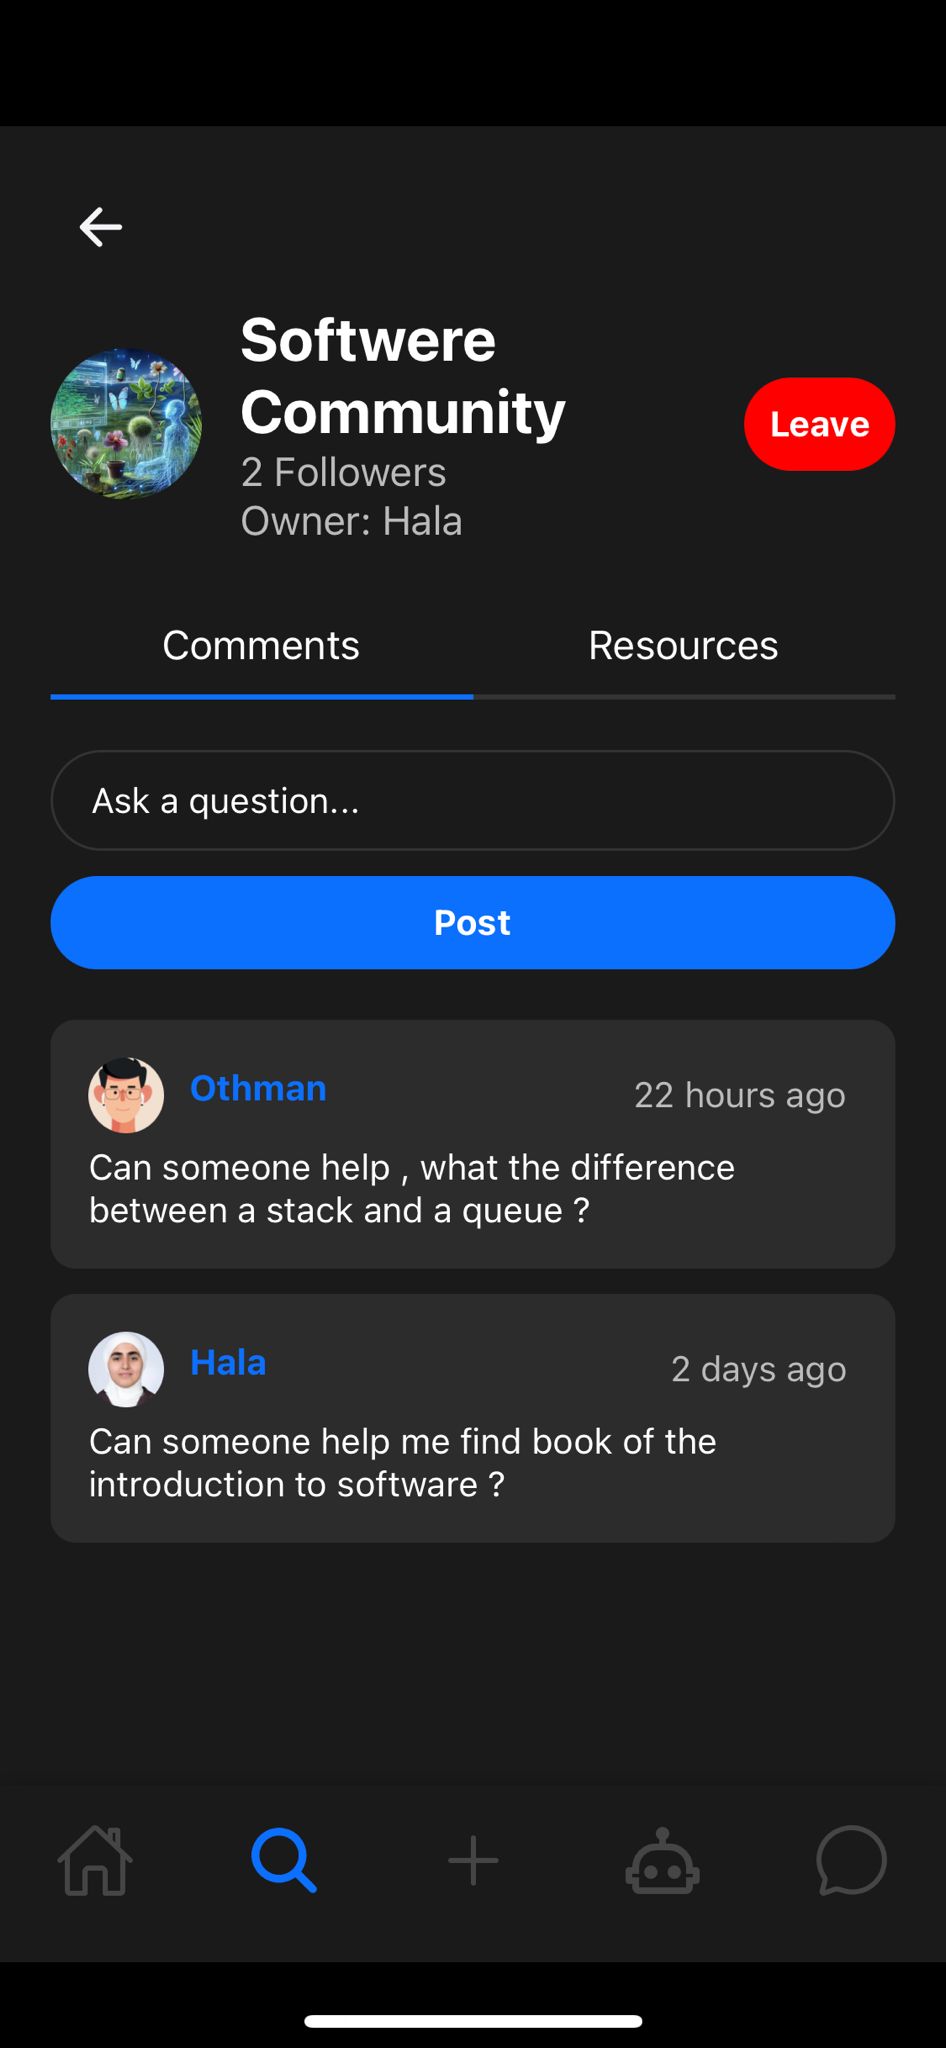 Softwere
Community
2 Followers
Owner: Hala
Leave
Comments
Resources
Ask a question...
Post
Othman
22 hours ago
Can someone help , what the difference
between a stack and a queue ?
Hala
2 days ago
Can someone help me find book of the
introduction to software ?